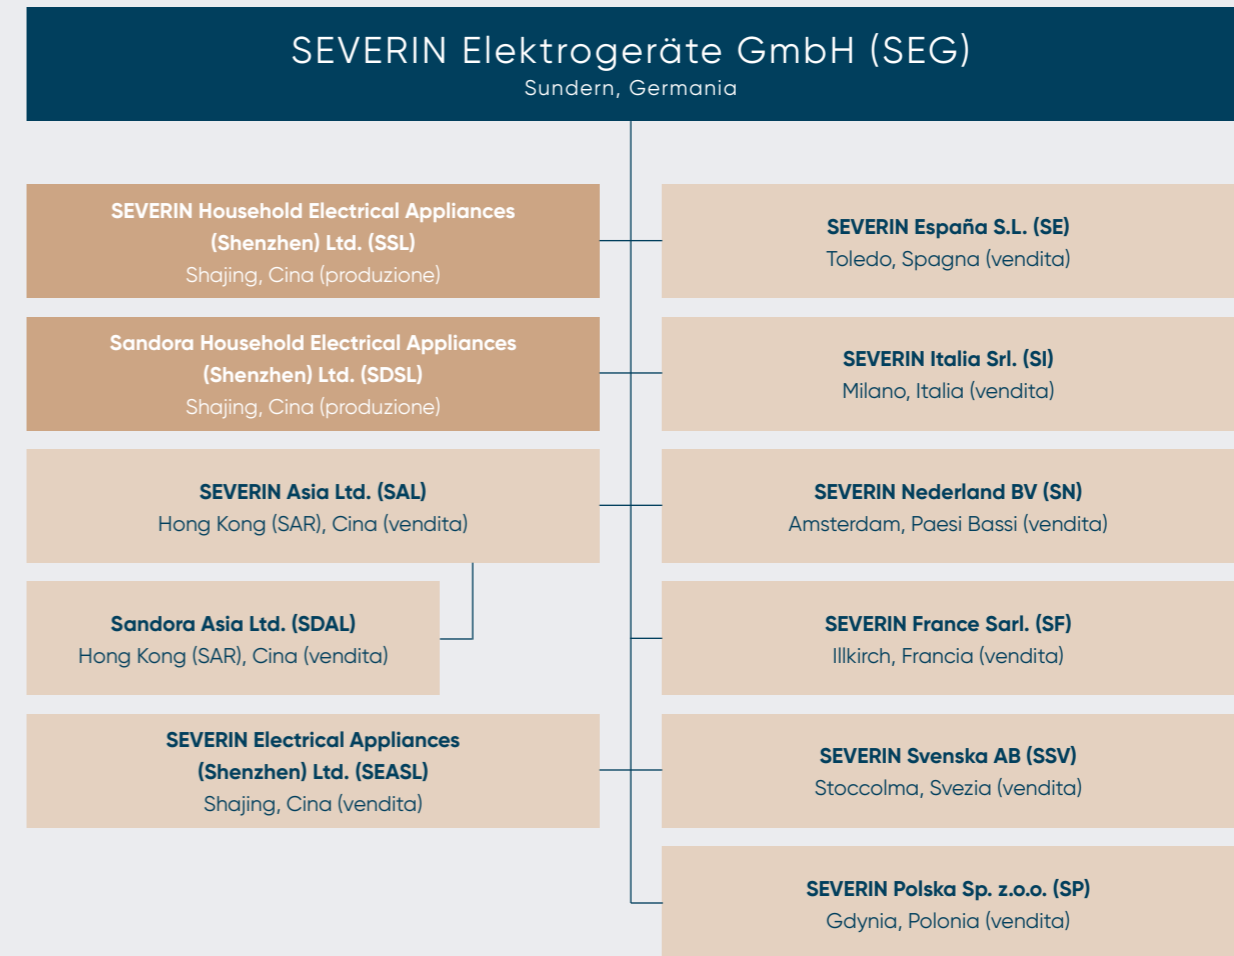 SEVERIN Elektrogeräte GmbH (SEG)
Sundern, Germania
SEVERIN Household Electrical Appliances
(Shenzhen) Ltd. (SSL)
Shajing, Cina (produzione)
Sandora Household Electrical Appliances
(Shenzhen) Ltd. (SDSL)
Shajing, Cina (produzione)
SEVERIN Asia Ltd. (SAL)
Hong Kong (SAR), Cina (vendita)
Sandora Asia Ltd. (SDAL)
Hong Kong (SAR), Cina (vendita)
SEVERIN Electrical Appliances
(Shenzhen) Ltd. (SEASL)
Shajing, Cina (vendita)
SEVERIN España S.L. (SE)
Toledo, Spagna (vendita)
SEVERIN Italia Srl. (SI)
Milano, Italia (vendita)
SEVERIN Nederland BV (SN)
Amsterdam, Paesi Bassi (vendita)
SEVERIN France Sarl. (SF)
Illkirch, Francia (vendita)
SEVERIN Svenska AB (SSV)
Stoccolma, Svezia (vendita)
SEVERIN Polska Sp. z.o.o. (SP)
Gdynia, Polonia (vendita)